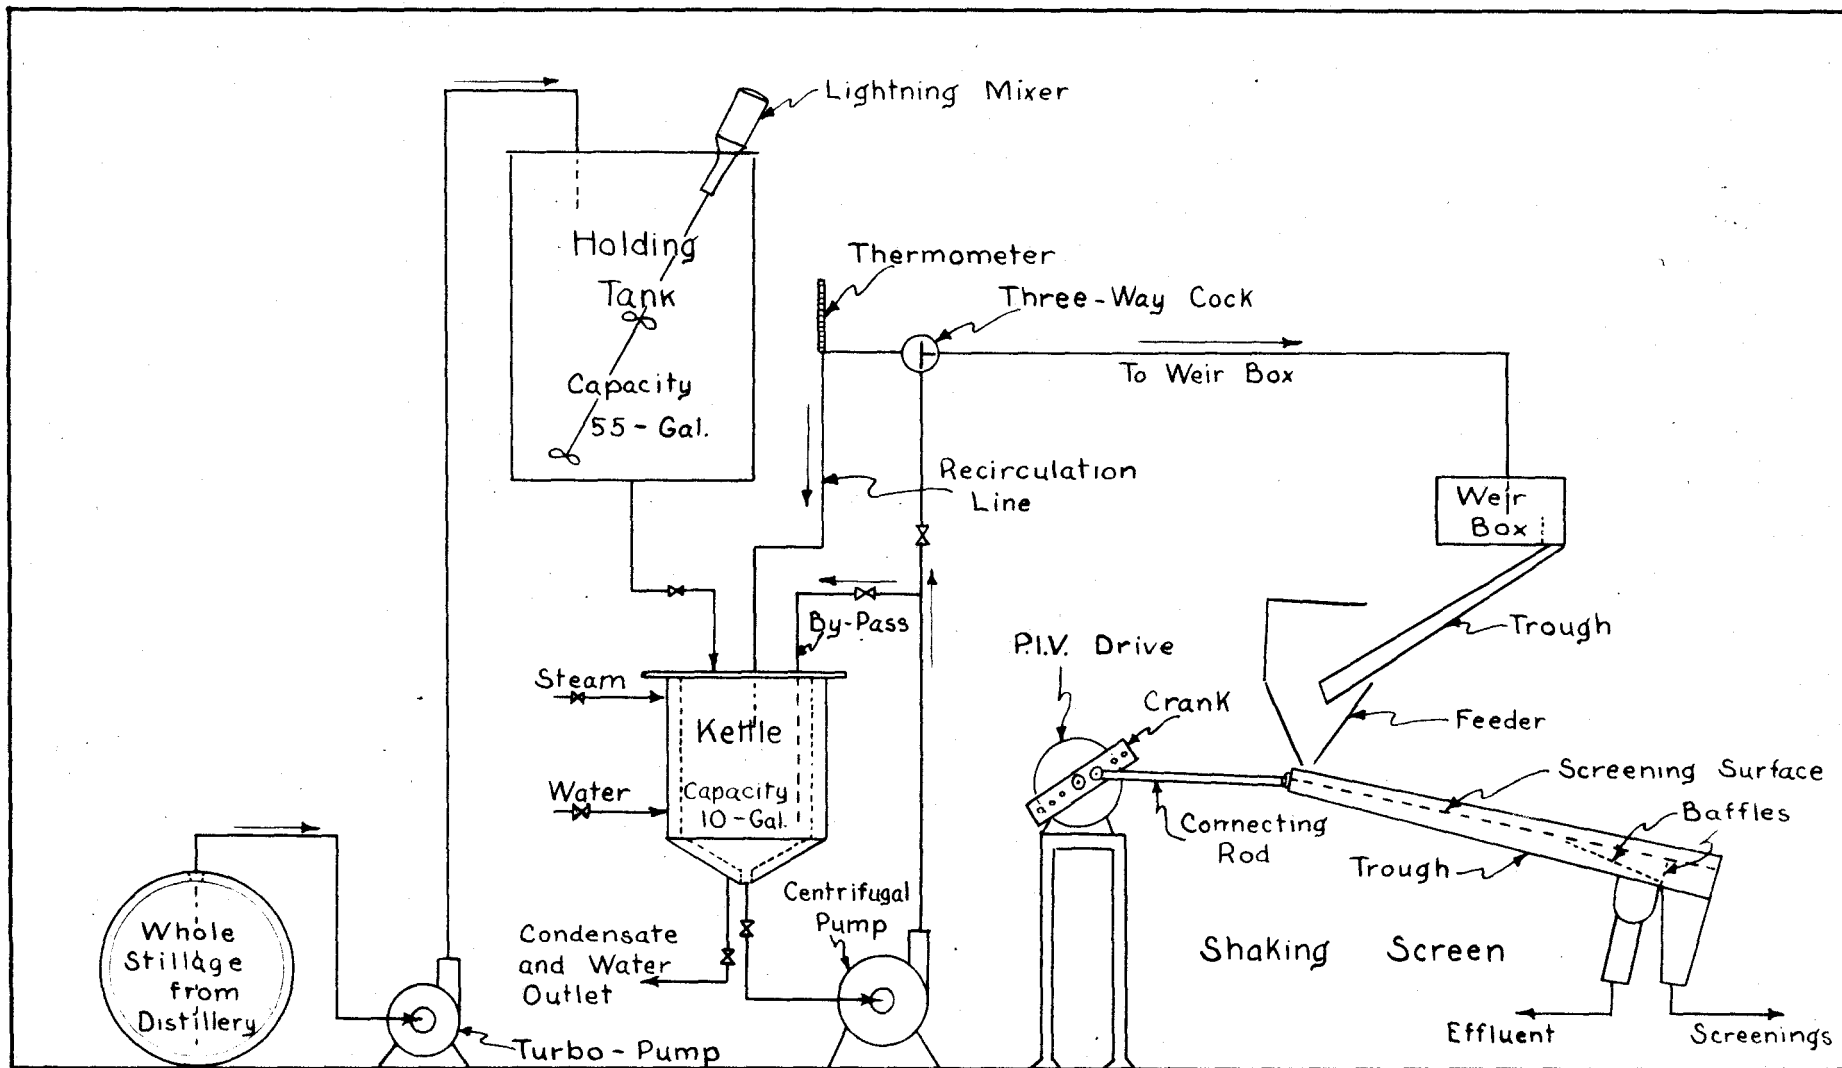 Lightning Mixer
Holding
Tank
Capacity
55-Gal.
Thermometer
Three-Way Cock
To Weir Box
Recirculation
Line
Weir
Box
By-Pass
Trough
P.I.V. Drive
Steam
Crank
Kettle
Feeder
Screening Surface
Water
Capacity
10-Gal.
Baffles
Connecting
Rod
Trough
Centrifugal
Pump
Whole
Stillage
from
Distillery
Condensate
and Water
Outlet
Shaking Screen
Turbo-Pump
Effluent
Screenings